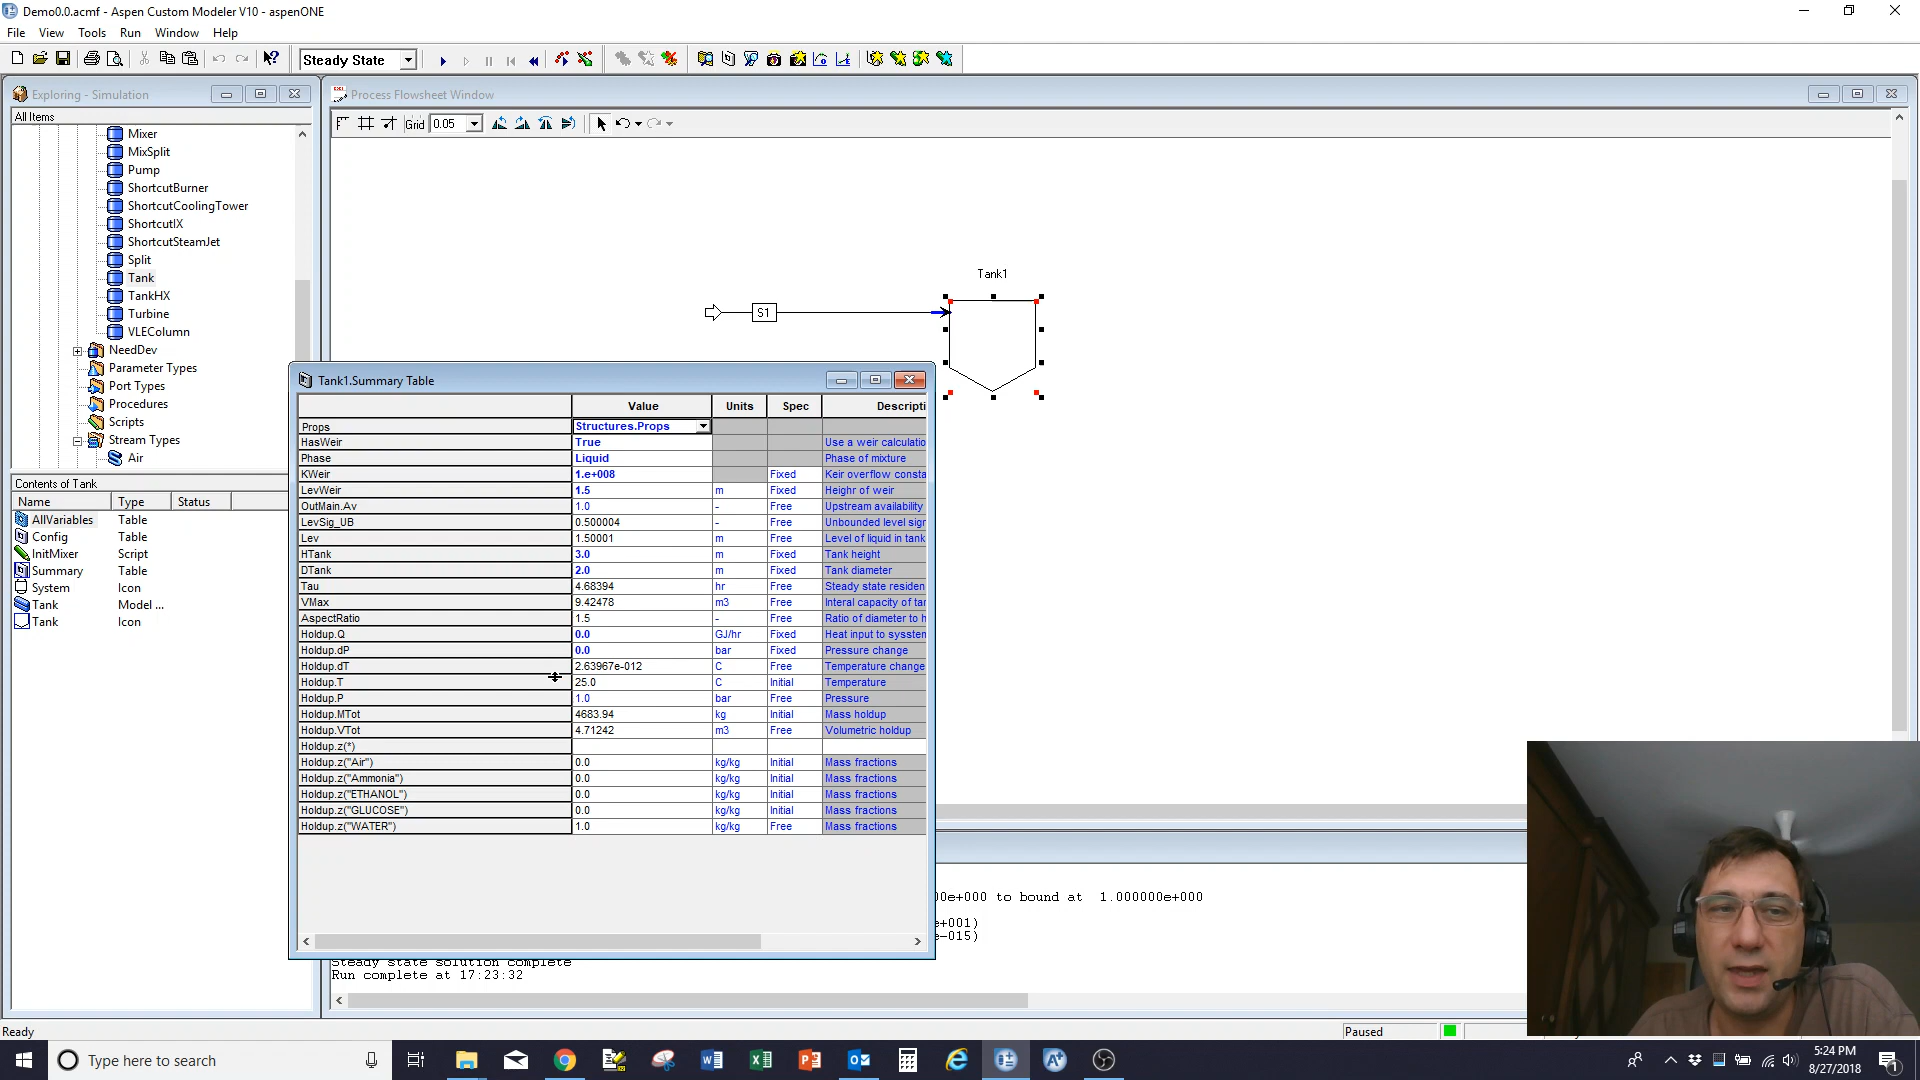 Demo0.0.acmf - Aspen Custom Modeler V10 - aspenONE
File View Tools Run Window Help
Steady State
Exploring - Simulation
All Items
Mixer
MixSplit
Pump
ShortcutBurner
ShortcutCoolingTower
ShortcutIX
ShortcutSteamJet
Split
Tank
TankHX
Turbine
VLEColumn
NeedDev
Parameter Types
Port Types
Procedures
Scripts
Stream Types
Air
Contents of Tank
Name Type Status
AllVariables Table
Config Table
InitMixer Script
Summary Table
System Icon
Tank Model ...
Tank Icon
Process Flowsheet Window
Grid 0.05
Tank1
S1
Tank1.Summary Table
Value Units Spec Descripti
Props Structures.Props
HasWeir True Use a weir calculatio
Phase Liquid Phase of mixture
KWeir 1.e+008 Fixed Keir overflow consta
LevWeir 1.5 m Fixed Heighr of weir
OutMain.Av 1.0 - Free Upstream availability
LevSig_UB 0.500004 - Free Unbounded level sign
Lev 1.50001 m Free Level of liquid in tank
HTank 3.0 m Fixed Tank height
DTank 2.0 m Fixed Tank diameter
Tau 4.68394 hr Free Steady state residen
VMax 9.42478 m3 Free Interal capacity of tan
AspectRatio 1.5 - Free Ratio of diameter to h
Holdup.Q 0.0 GJ/hr Fixed Heat input to sysstem
Holdup.dP 0.0 bar Fixed Pressure change
Holdup.dT 2.63967e-012 C Free Temperature change
Holdup.T 25.0 C Initial Temperature
Holdup.P 1.0 bar Free Pressure
Holdup.MTot 4683.94 kg Initial Mass holdup
Holdup.VTot 4.71242 m3 Free Volumetric holdup
Holdup.z(*)
Holdup.z("Air") 0.0 kg/kg Initial Mass fractions
Holdup.z("Ammonia") 0.0 kg/kg Initial Mass fractions
Holdup.z("ETHANOL") 0.0 kg/kg Initial Mass fractions
Holdup.z("GLUCOSE") 0.0 kg/kg Initial Mass fractions
Holdup.z("WATER") 1.0 kg/kg Free Mass fractions
0e+000 to bound at 1.000000e+000
e+001)
e-015)
Steady state solution complete
Run complete at 17:23:32
Ready
Paused
Type here to search
5:24 PM
8/27/2018